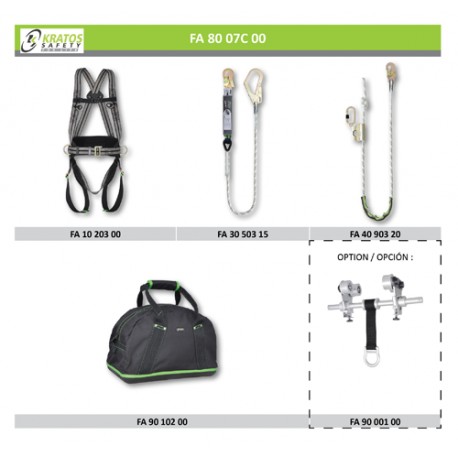 KRATOS
SAFETY
FA 80 07C 00
FA 10 203 00
FA 30 503 15
FA 40 903 20
OPTION / OPCIÓN :
FA 90 102 00
FA 90 001 00